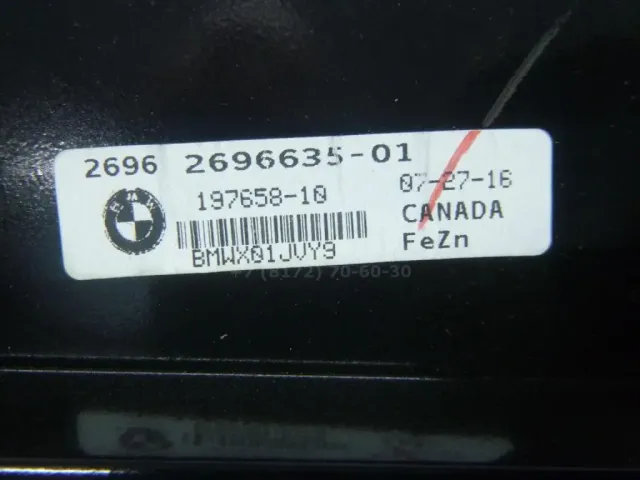 2696 2696635-01
197658-10 07-27-16
CANADA
BMWX01JVY9 FeZn
+7 (8172) 70-60-30